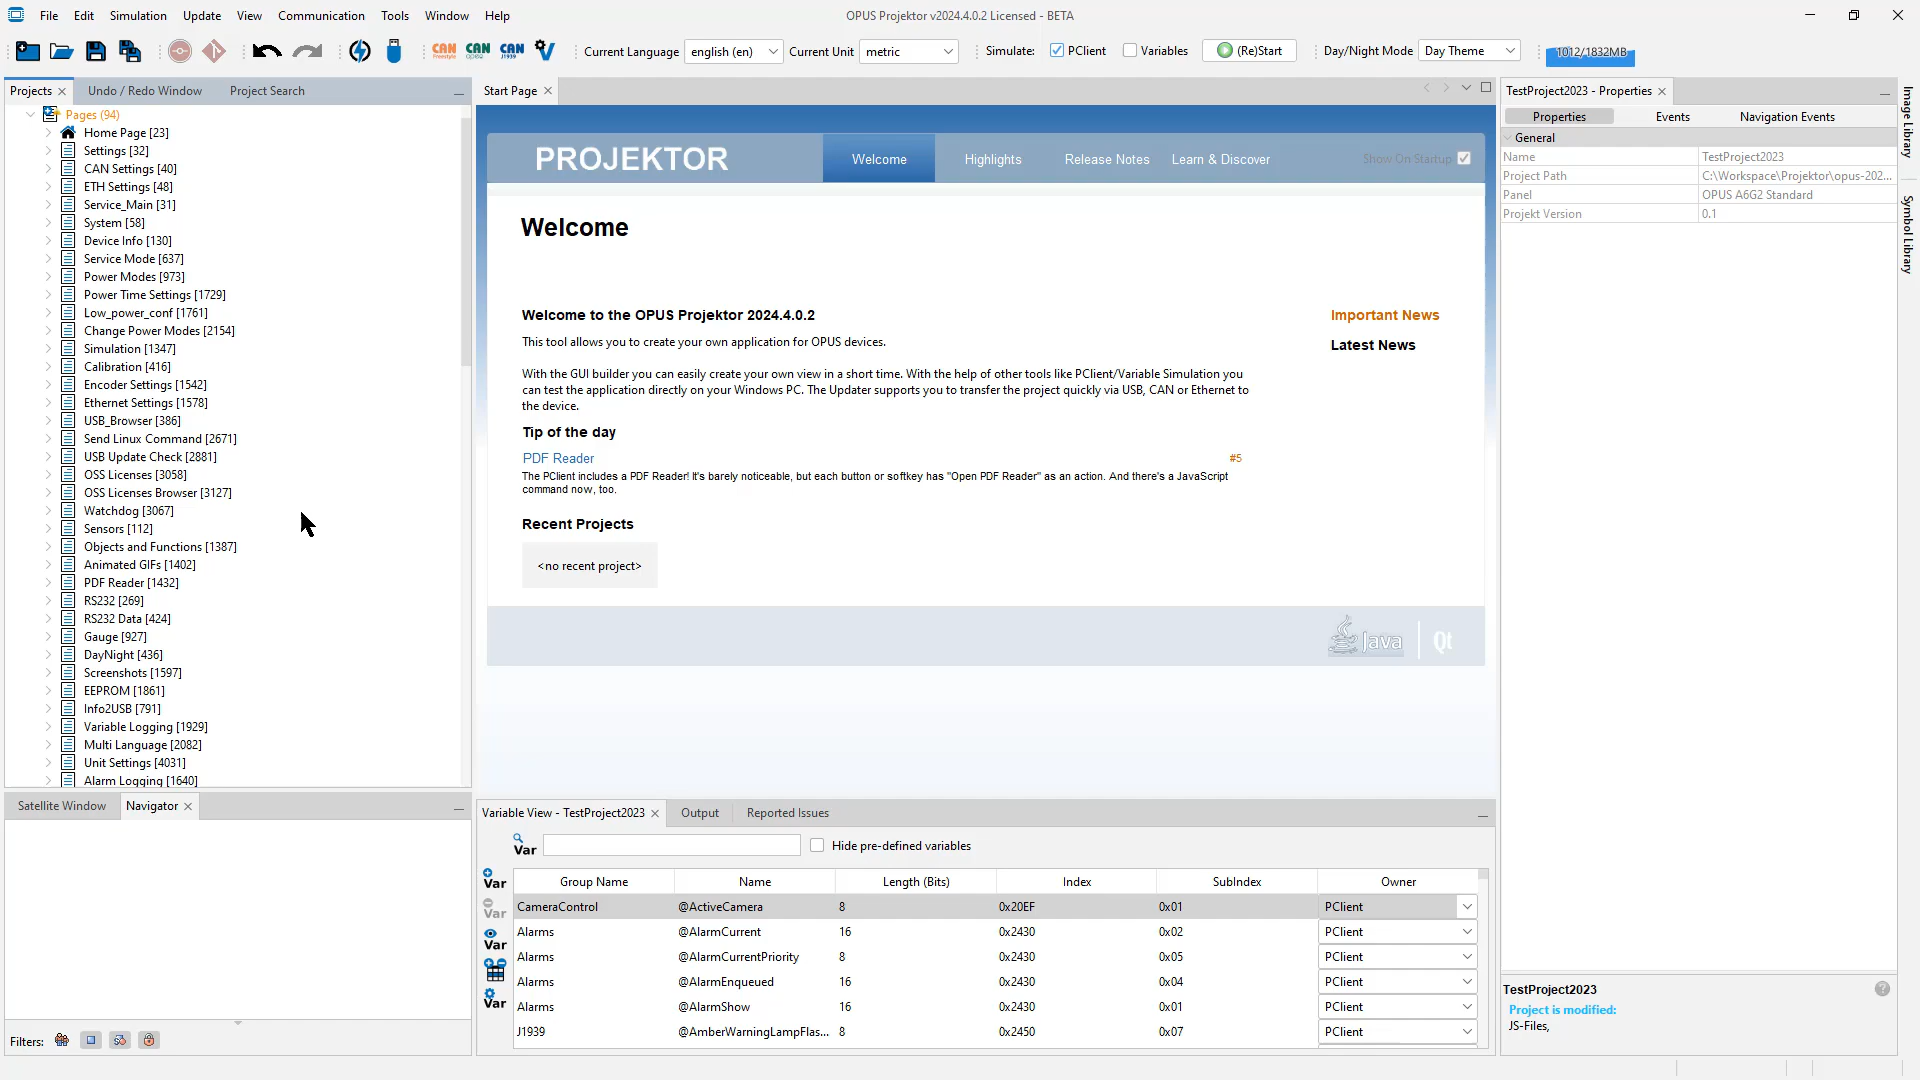 File Edit Simulation Update View Communication Tools Window Help
OPUS Projektor v2024.4.0.2 Licensed - BETA
CAN Freestyle CAN CAN J1939 Current Language english (en) Current Unit metric Simulate: PClient Variables (Re)Start Day/Night Mode Day Theme 1012/1832MB
Projects Undo / Redo Window Project Search
Pages (94)
Home Page [23]
Settings [32]
CAN Settings [40]
ETH Settings [48]
Service_Main [31]
System [58]
Device Info [130]
Service Mode [637]
Power Modes [973]
Power Time Settings [1729]
Low_power_conf [1761]
Change Power Modes [2154]
Simulation [1347]
Calibration [416]
Encoder Settings [1542]
Ethernet Settings [1578]
USB_Browser [386]
Send Linux Command [2671]
USB Update Check [2881]
OSS Licenses [3058]
OSS Licenses Browser [3127]
Watchdog [3067]
Sensors [112]
Objects and Functions [1387]
Animated GIFs [1402]
PDF Reader [1432]
RS232 [269]
RS232 Data [424]
Gauge [927]
DayNight [436]
Screenshots [1597]
EEPROM [1861]
Info2USB [791]
Variable Logging [1929]
Multi Language [2082]
Unit Settings [4031]
Alarm Logging [1640]
Satellite Window Navigator
Filters:
Start Page
PROJEKTOR Welcome Highlights Release Notes Learn & Discover Show On Startup
Welcome
Welcome to the OPUS Projektor 2024.4.0.2
This tool allows you to create your own application for OPUS devices.
With the GUI builder you can easily create your own view in a short time. With the help of other tools like PClient/Variable Simulation you
can test the application directly on your Windows PC. The Updater supports you to transfer the project quickly via USB, CAN or Ethernet to
the device.
Tip of the day
PDF Reader #5
The PClient includes a PDF Reader! It's barely noticeable, but each button or softkey has "Open PDF Reader" as an action. And there's a JavaScript
command now, too.
Recent Projects
<no recent project>
Important News
Latest News
Java Qt
Variable View - TestProject2023 Output Reported Issues
Var Hide pre-defined variables
Var
Var
Var
Var
Group Name Name Length (Bits) Index SubIndex Owner
CameraControl @ActiveCamera 8 0x20EF 0x01 PClient
Alarms @AlarmCurrent 16 0x2430 0x02 PClient
Alarms @AlarmCurrentPriority 8 0x2430 0x05 PClient
Alarms @AlarmEnqueued 16 0x2430 0x04 PClient
Alarms @AlarmShow 16 0x2430 0x01 PClient
J1939 @AmberWarningLampFlas... 8 0x2450 0x07 PClient
TestProject2023 - Properties
Properties Events Navigation Events
General
Name TestProject2023
Project Path C:\Workspace\Projektor\opus-202...
Panel OPUS A6G2 Standard
Projekt Version 0.1
TestProject2023
Project is modified:
JS-Files,
Image Library
Symbol Library